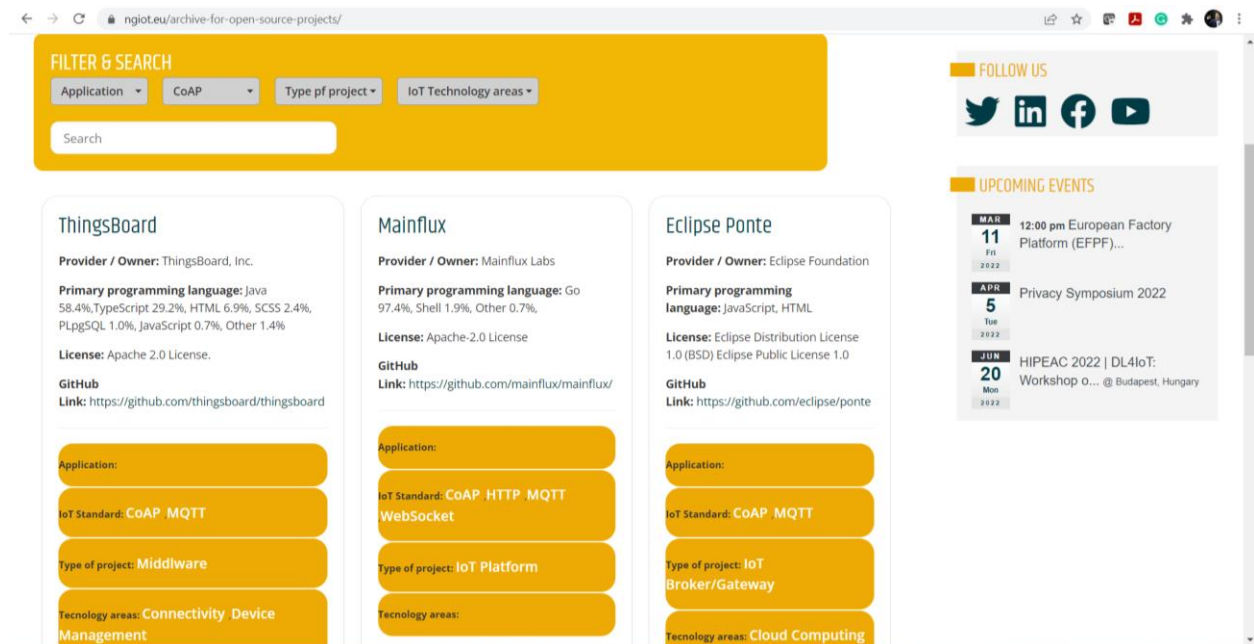 ngiot.eu/archive-for-open-source-projects/
FILTER & SEARCH
Application
CoAP
Type pf project
IoT Technology areas
Search
ThingsBoard
Provider / Owner: ThingsBoard, Inc.
Primary programming language: Java
58.4%,TypeScript 29.2%, HTML 6.9%, SCSS 2.4%,
PLpgSQL 1.0%, JavaScript 0.7%, Other 1.4%
License: Apache 2.0 License.
GitHub
Link: https://github.com/thingsboard/thingsboard
Application:
IoT Standard: CoAP ,MQTT
Type of project: Middlware
Tecnology areas: Connectivity ,Device
Management
Mainflux
Provider / Owner: Mainflux Labs
Primary programming language: Go
97.4%, Shell 1.9%, Other 0.7%,
License: Apache-2.0 License
GitHub
Link: https://github.com/mainflux/mainflux/
Application:
IoT Standard: CoAP ,HTTP ,MQTT
,WebSocket
Type of project: IoT Platform
Tecnology areas:
Eclipse Ponte
Provider / Owner: Eclipse Foundation
Primary programming
language: JavaScript, HTML
License: Eclipse Distribution License
1.0 (BSD) Eclipse Public License 1.0
GitHub
Link: https://github.com/eclipse/ponte
Application:
IoT Standard: CoAP ,MQTT
Type of project: IoT
Broker/Gateway
Tecnology areas: Cloud Computing
FOLLOW US
UPCOMING EVENTS
MAR
11
Fri
2022
12:00 pm European Factory
Platform (EFPF)...
APR
5
Tue
2022
Privacy Symposium 2022
JUN
20
Mon
2022
HIPEAC 2022 | DL4IoT:
Workshop o... @ Budapest, Hungary